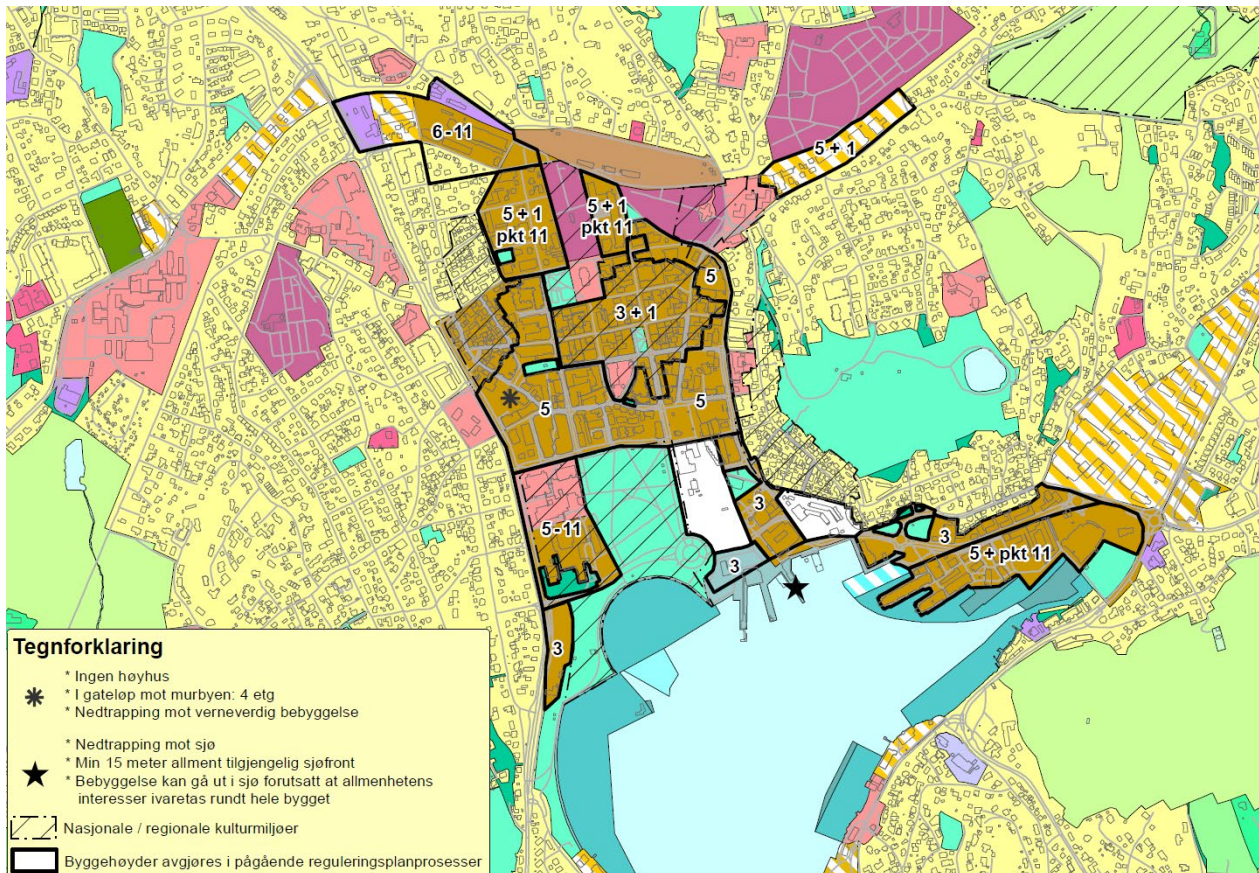 6-11
5 + 1
5 + 1
pkt 11
5 + 1
pkt 11
5
3 + 1
5
5
5-11
3
3
3
5 + pkt 11
3
Tegnforklaring
* Ingen høyhus
* I gateløp mot murbyen: 4 etg
* Nedtrapping mot verneverdig bebyggelse
* Nedtrapping mot sjø
* Min 15 meter allment tilgjengelig sjøfront
* Bebyggelse kan gå ut i sjø forutsatt at allmenhetens
interesser ivaretas rundt hele bygget
Nasjonale / regionale kulturmiljøer
Byggehøyder avgjøres i pågående reguleringsplanprosesser